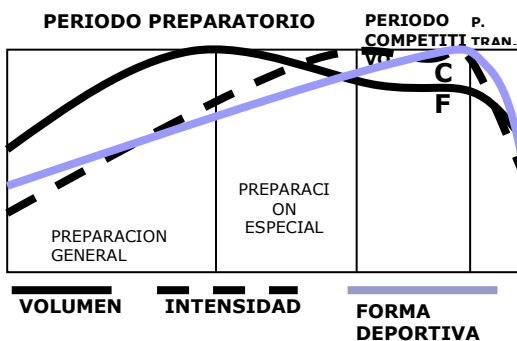 PERIODO PREPARATORIO
PERIODO
COMPETITI
VO
P.
TRAN.
C
F
PREPARACI
ON
ESPECIAL
PREPARACION
GENERAL
VOLUMEN
INTENSIDAD
FORMA
DEPORTIVA